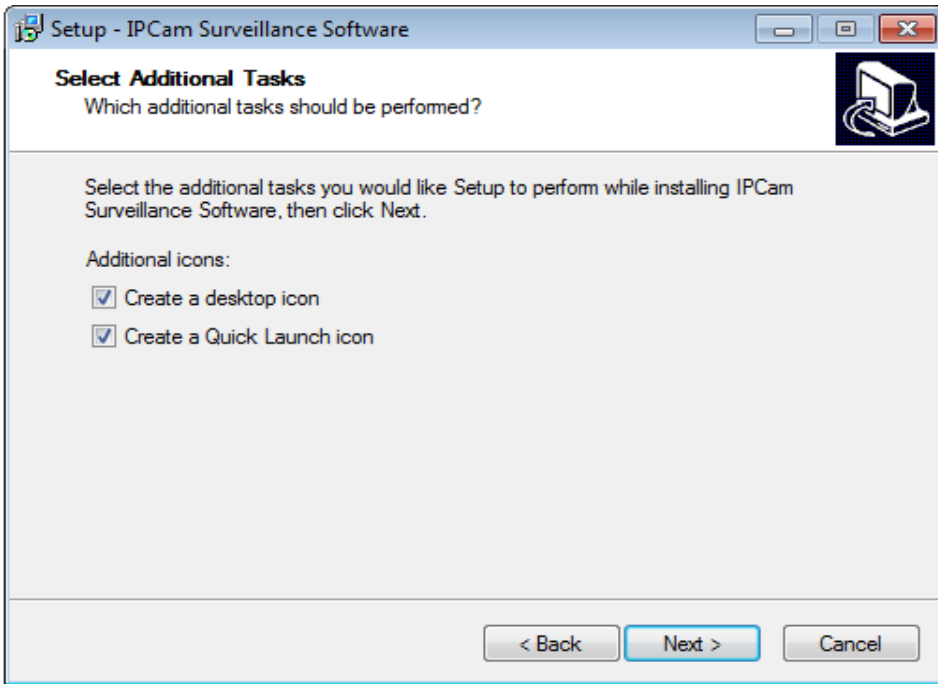 Setup - IPCam Surveillance Software
Select Additional Tasks
Which additional tasks should be performed?
Select the additional tasks you would like Setup to perform while installing IPCam
Surveillance Software, then click Next.
Additional icons:
Create a desktop icon
Create a Quick Launch icon
< Back Next > Cancel